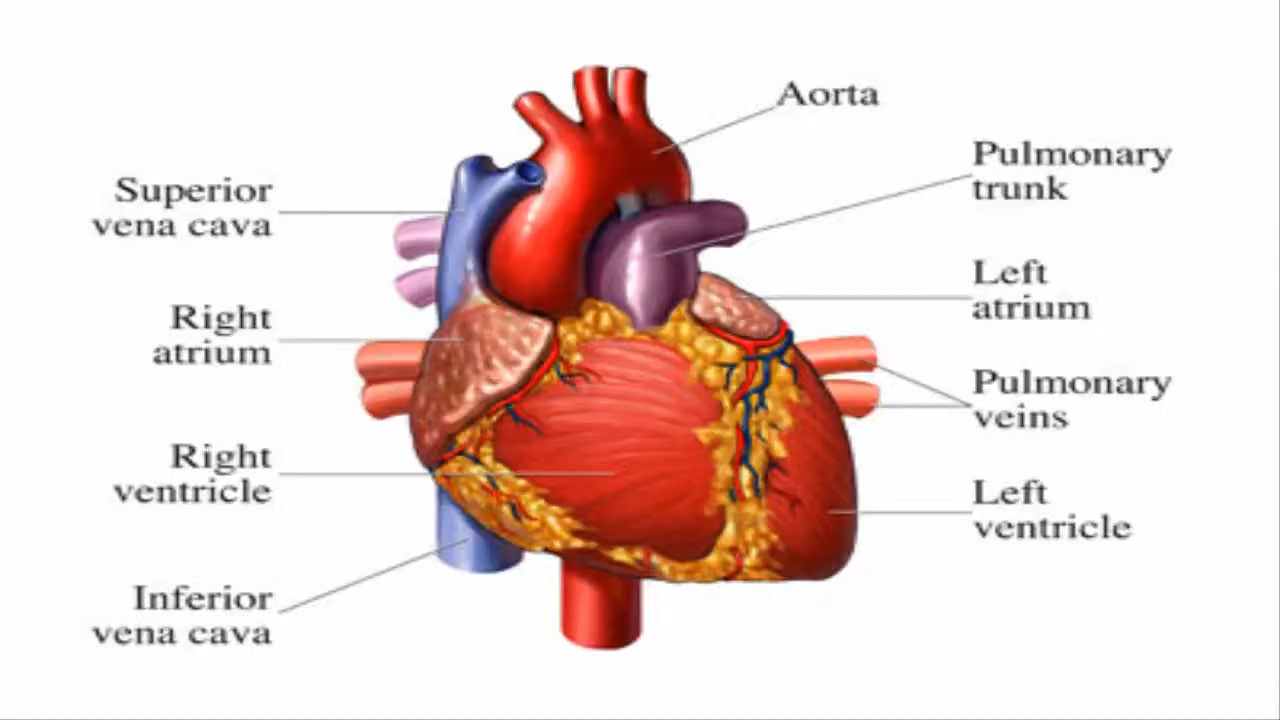 Superior
vena cava
Right
atrium
Right
ventricle
Inferior
vena cava
Aorta
Pulmonary
trunk
Left
atrium
Pulmonary
veins
Left
ventricle